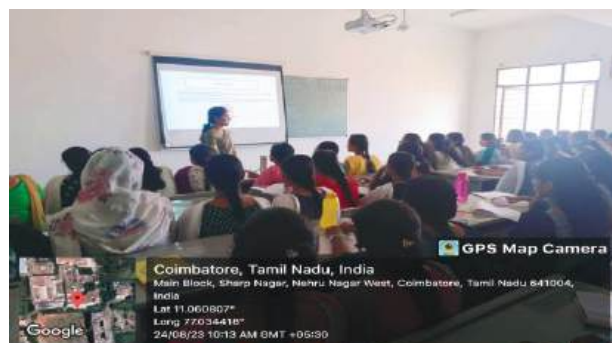 GPS Map Camera
Coimbatore, Tamil Nadu, India
Main Block, Sharp Nagar, Nehru Nagar West, Coimbatore, Tamil Nadu 641004,
India
Lat 11.060807°
Long 77.034418°
24/08/23 10:13 AM GMT +05:30
Google